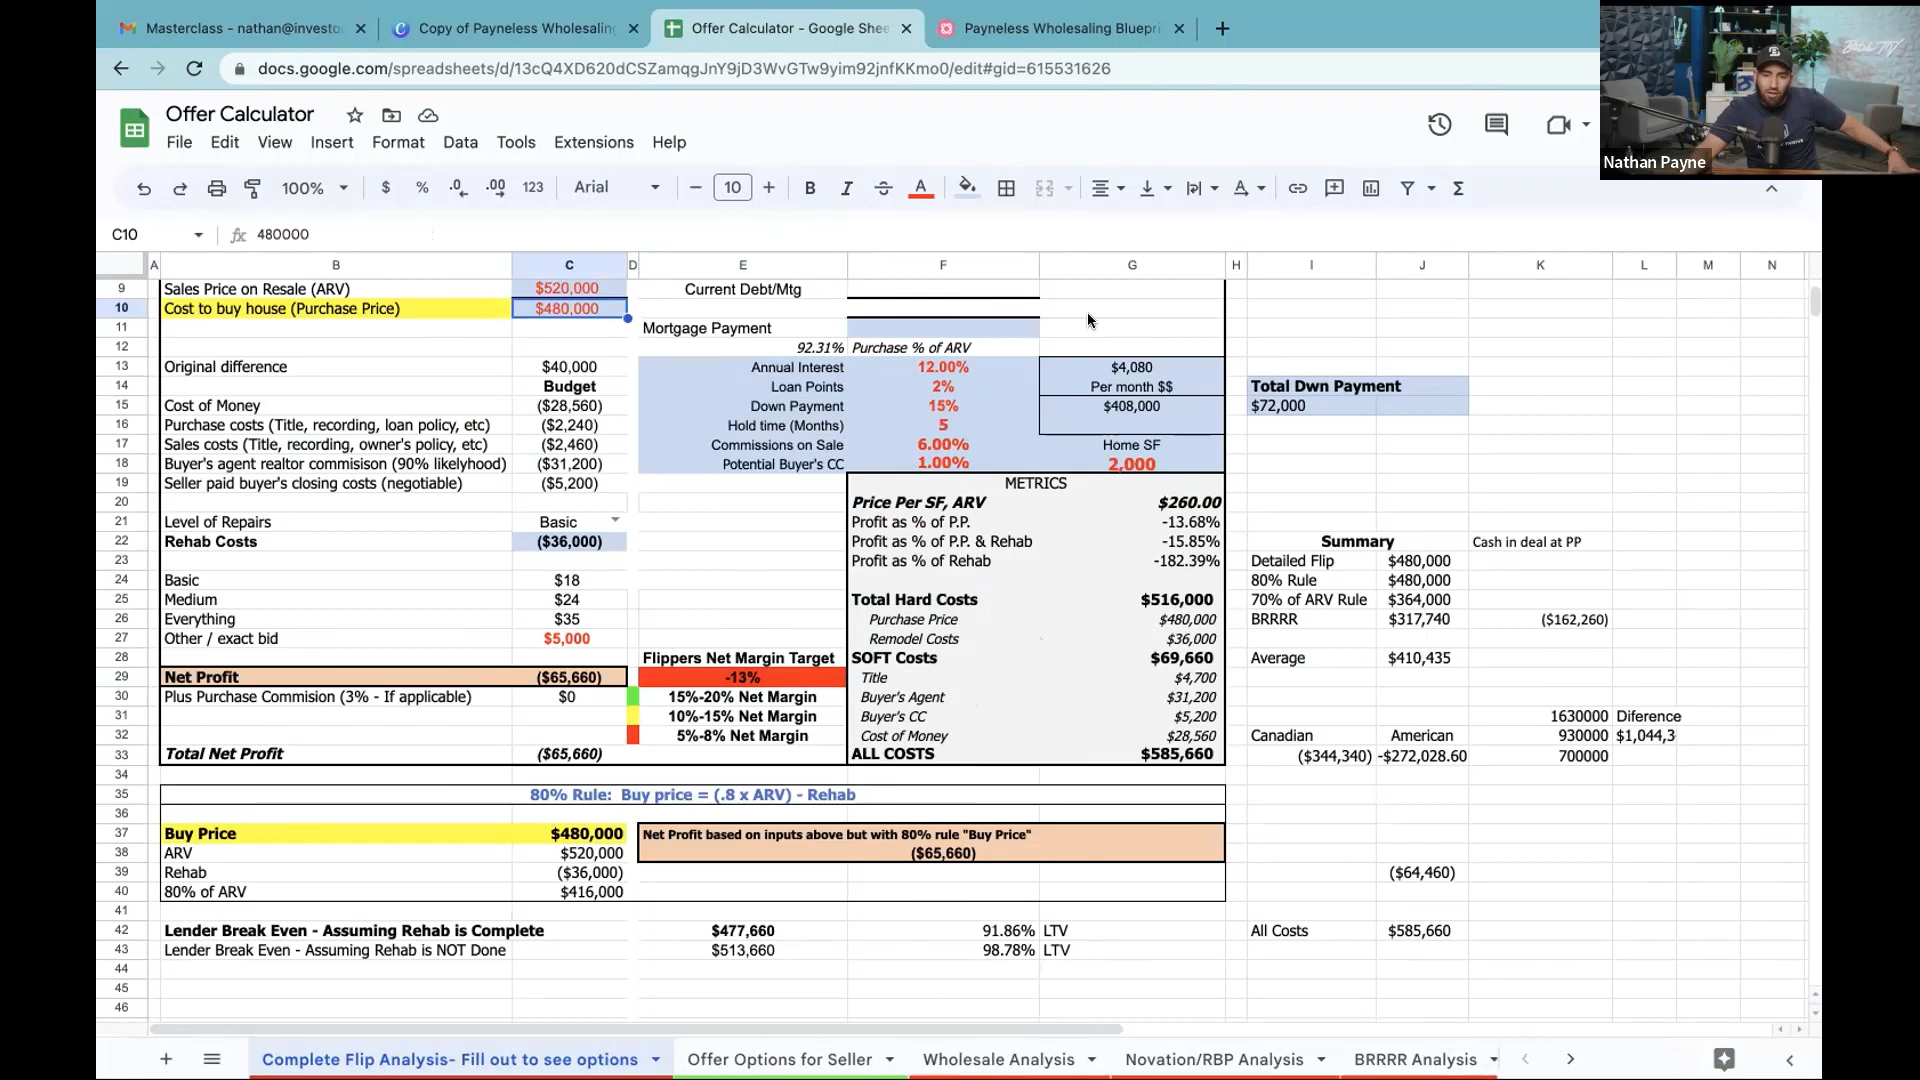 Masterclass - nathan@investo
Copy of Payneless Wholesaling
Offer Calculator - Google Shee
Payneless Wholesaling Bluepri
docs.google.com/spreadsheets/d/13cQ4XD620dCSZamqgJnY9jD3WvGTw9yim92jnfKKmo0/edit#gid=615531626
Offer Calculator
File Edit View Insert Format Data Tools Extensions Help
Nathan Payne
100% $ % .0 .00 123 Arial 10 B I A
C10 fx 480000
A B C D E F G H I J K L M N
9 Sales Price on Resale (ARV) $520,000 Current Debt/Mtg
10 Cost to buy house (Purchase Price) $480,000
11 Mortgage Payment
12 92.31% Purchase % of ARV
13 Original difference $40,000 Annual Interest 12.00% $4,080
14 Budget Loan Points 2% Per month $$ Total Dwn Payment
15 Cost of Money ($28,560) Down Payment 15% $408,000 $72,000
16 Purchase costs (Title, recording, loan policy, etc) ($2,240) Hold time (Months) 5
17 Sales costs (Title, recording, owner's policy, etc) ($2,460) Commissions on Sale 6.00% Home SF
18 Buyer's agent realtor commisison (90% likelyhood) ($31,200) Potential Buyer's CC 1.00% 2,000
19 Seller paid buyer's closing costs (negotiable) ($5,200) METRICS
20 Price Per SF, ARV $260.00
21 Level of Repairs Basic Profit as % of P.P. -13.68%
22 Rehab Costs ($36,000) Profit as % of P.P. & Rehab -15.85% Summary Cash in deal at PP
23 Profit as % of Rehab -182.39% Detailed Flip $480,000
24 Basic $18 80% Rule $480,000
25 Medium $24 Total Hard Costs $516,000 70% of ARV Rule $364,000
26 Everything $35 Purchase Price $480,000 BRRRR $317,740 ($162,260)
27 Other / exact bid $5,000 Remodel Costs $36,000
28 Flippers Net Margin Target SOFT Costs $69,660 Average $410,435
29 Net Profit ($65,660) -13% Title $4,700
30 Plus Purchase Commision (3% - If applicable) $0 15%-20% Net Margin Buyer's Agent $31,200
31 10%-15% Net Margin Buyer's CC $5,200 1630000 Diference
32 5%-8% Net Margin Cost of Money $28,560 Canadian American 930000 $1,044,3
33 Total Net Profit ($65,660) ALL COSTS $585,660 ($344,340) -$272,028.60 700000
34
35 80% Rule: Buy price = (.8 x ARV) - Rehab
36
37 Buy Price $480,000 Net Profit based on inputs above but with 80% rule "Buy Price"
38 ARV $520,000 ($65,660)
39 Rehab ($36,000) ($64,460)
40 80% of ARV $416,000
41
42 Lender Break Even - Assuming Rehab is Complete $477,660 91.86% LTV All Costs $585,660
43 Lender Break Even - Assuming Rehab is NOT Done $513,660 98.78% LTV
44
45
46
Complete Flip Analysis- Fill out to see options Offer Options for Seller Wholesale Analysis Novation/RBP Analysis BRRRR Analysis